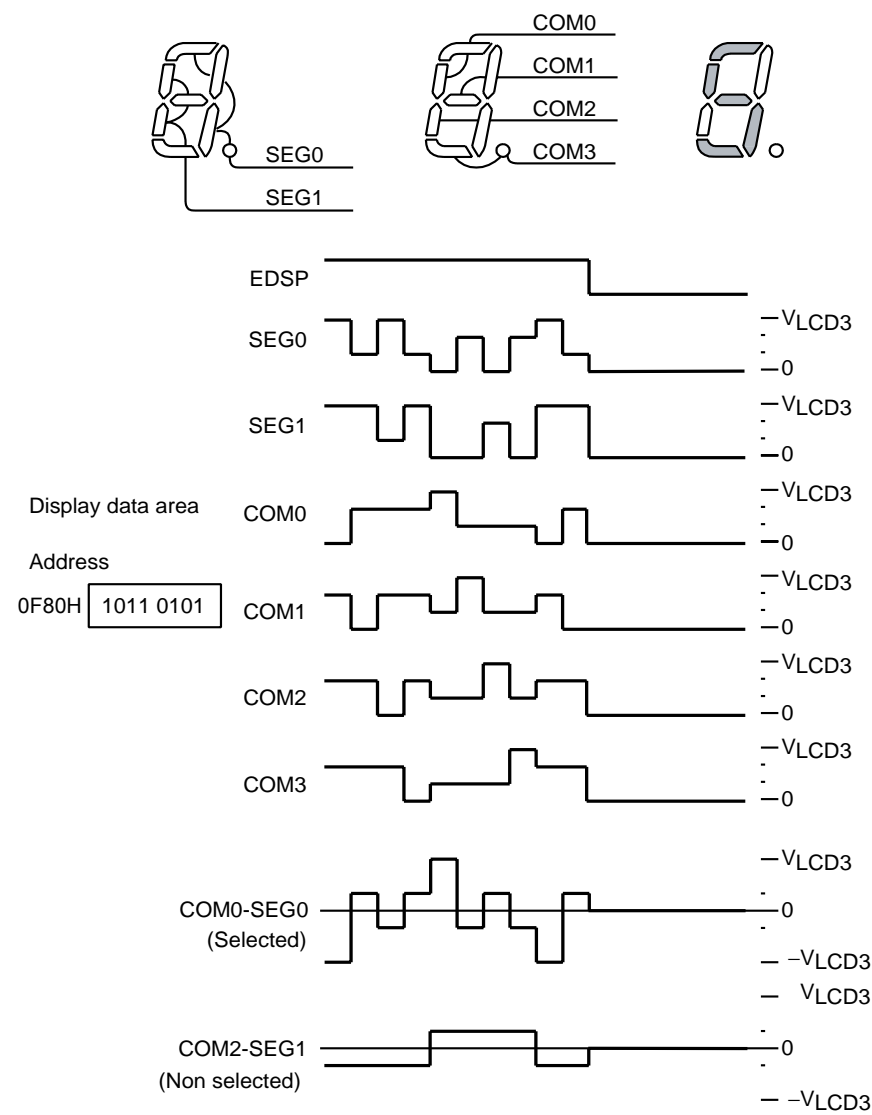 COM0
COM1
COM2
COM3
SEG0
SEG1
EDSP
SEG0
VLCD3
0
SEG1
VLCD3
0
Display data area
COM0
VLCD3
0
Address
0F80H 1011 0101
COM1
VLCD3
0
COM2
VLCD3
0
COM3
VLCD3
0
COM0-SEG0
(Selected)
VLCD3
0
−VLCD3
COM2-SEG1
(Non selected)
VLCD3
0
−VLCD3